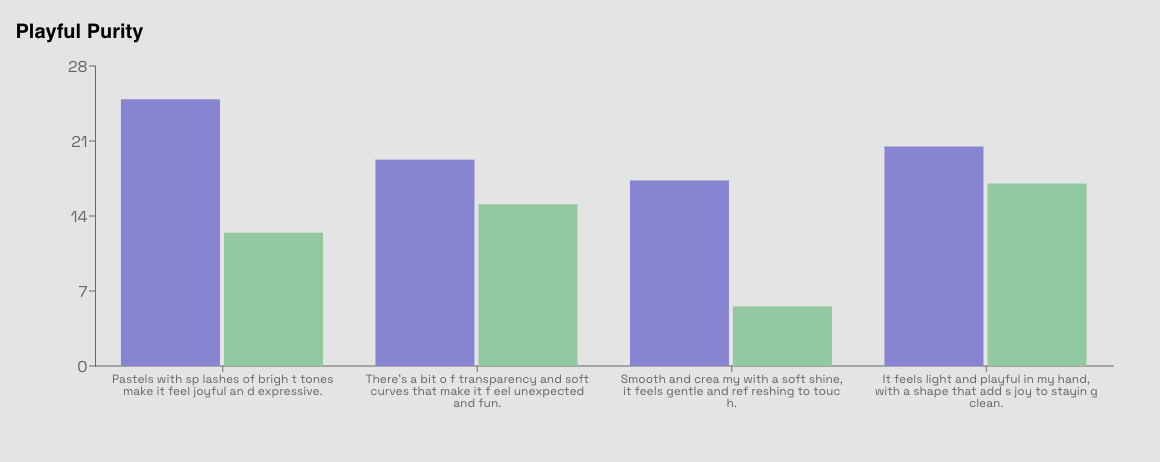 Playful Purity
28
21
14
7
0
Pastels with sp lashes of brigh t tones
make it feel joyful an d expressive.
There's a bit o f transparency and soft
curves that make it f eel unexpected
and fun.
Smooth and crea my with a soft shine,
it feels gentle and ref reshing to touc
h.
It feels light and playful in my hand,
with a shape that add s joy to stayin g
clean.